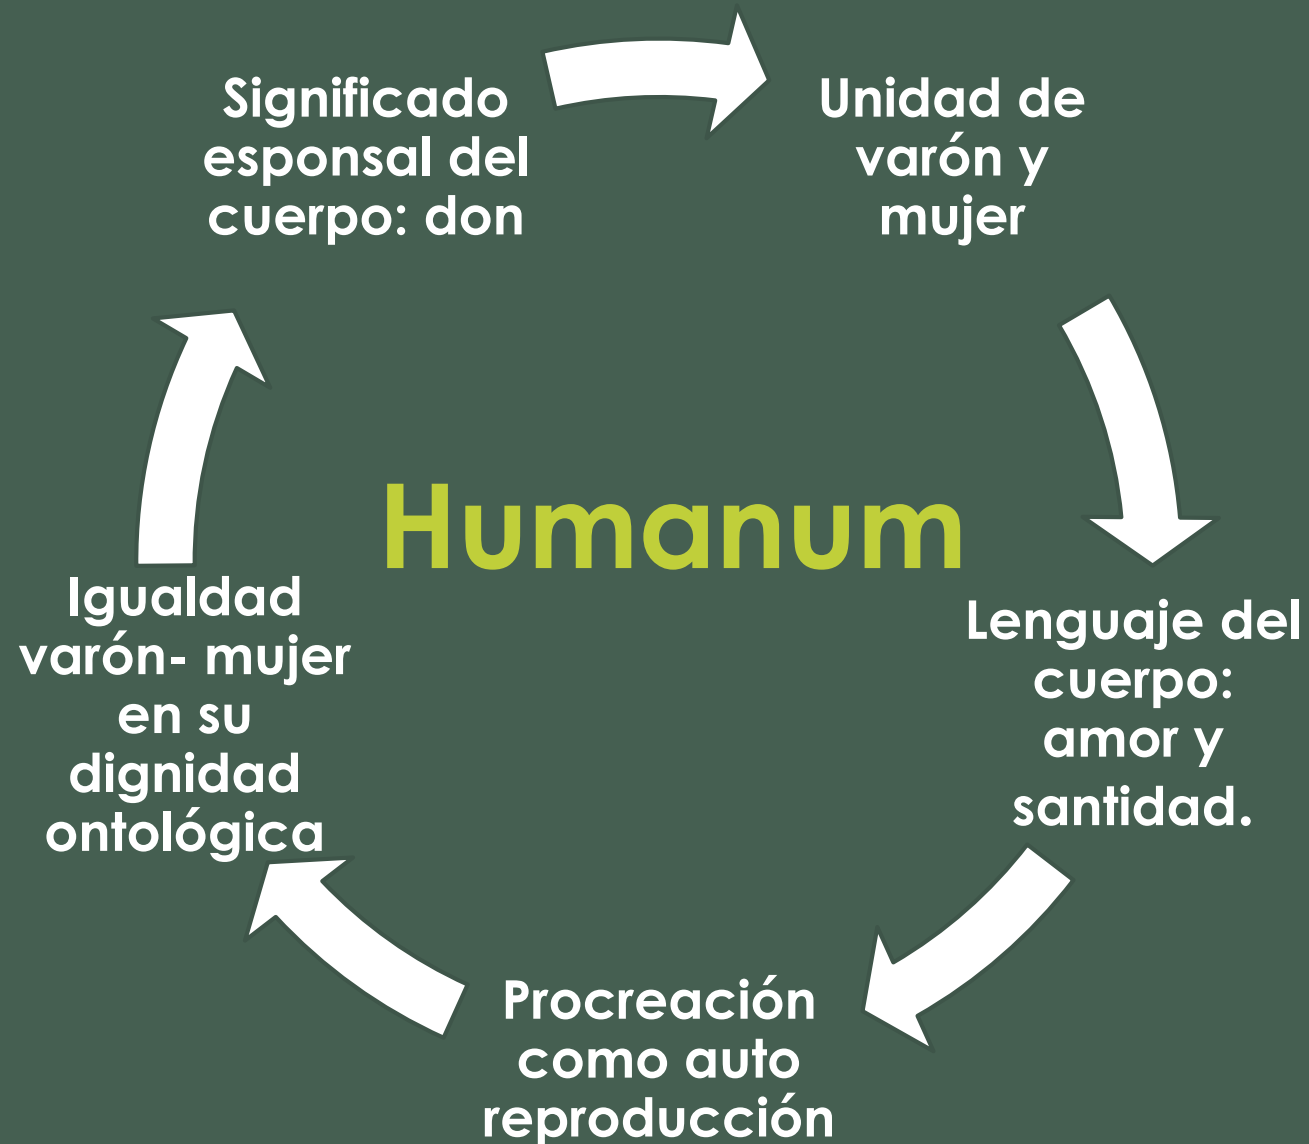 Significado
esponsal del
cuerpo: don
Unidad de
varón y
mujer
Humanum
Lenguaje del
cuerpo:
amor y
santidad.
Procreación
como auto
reproducción
Igualdad
varón- mujer
en su
dignidad
ontológica